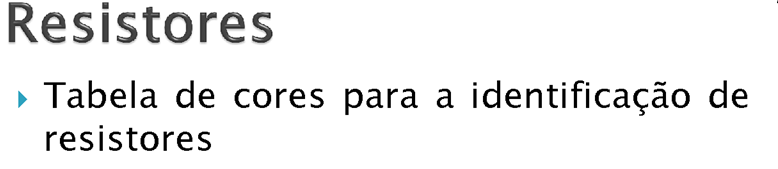 Resistores
Tabela de cores para a identificação de
resistores